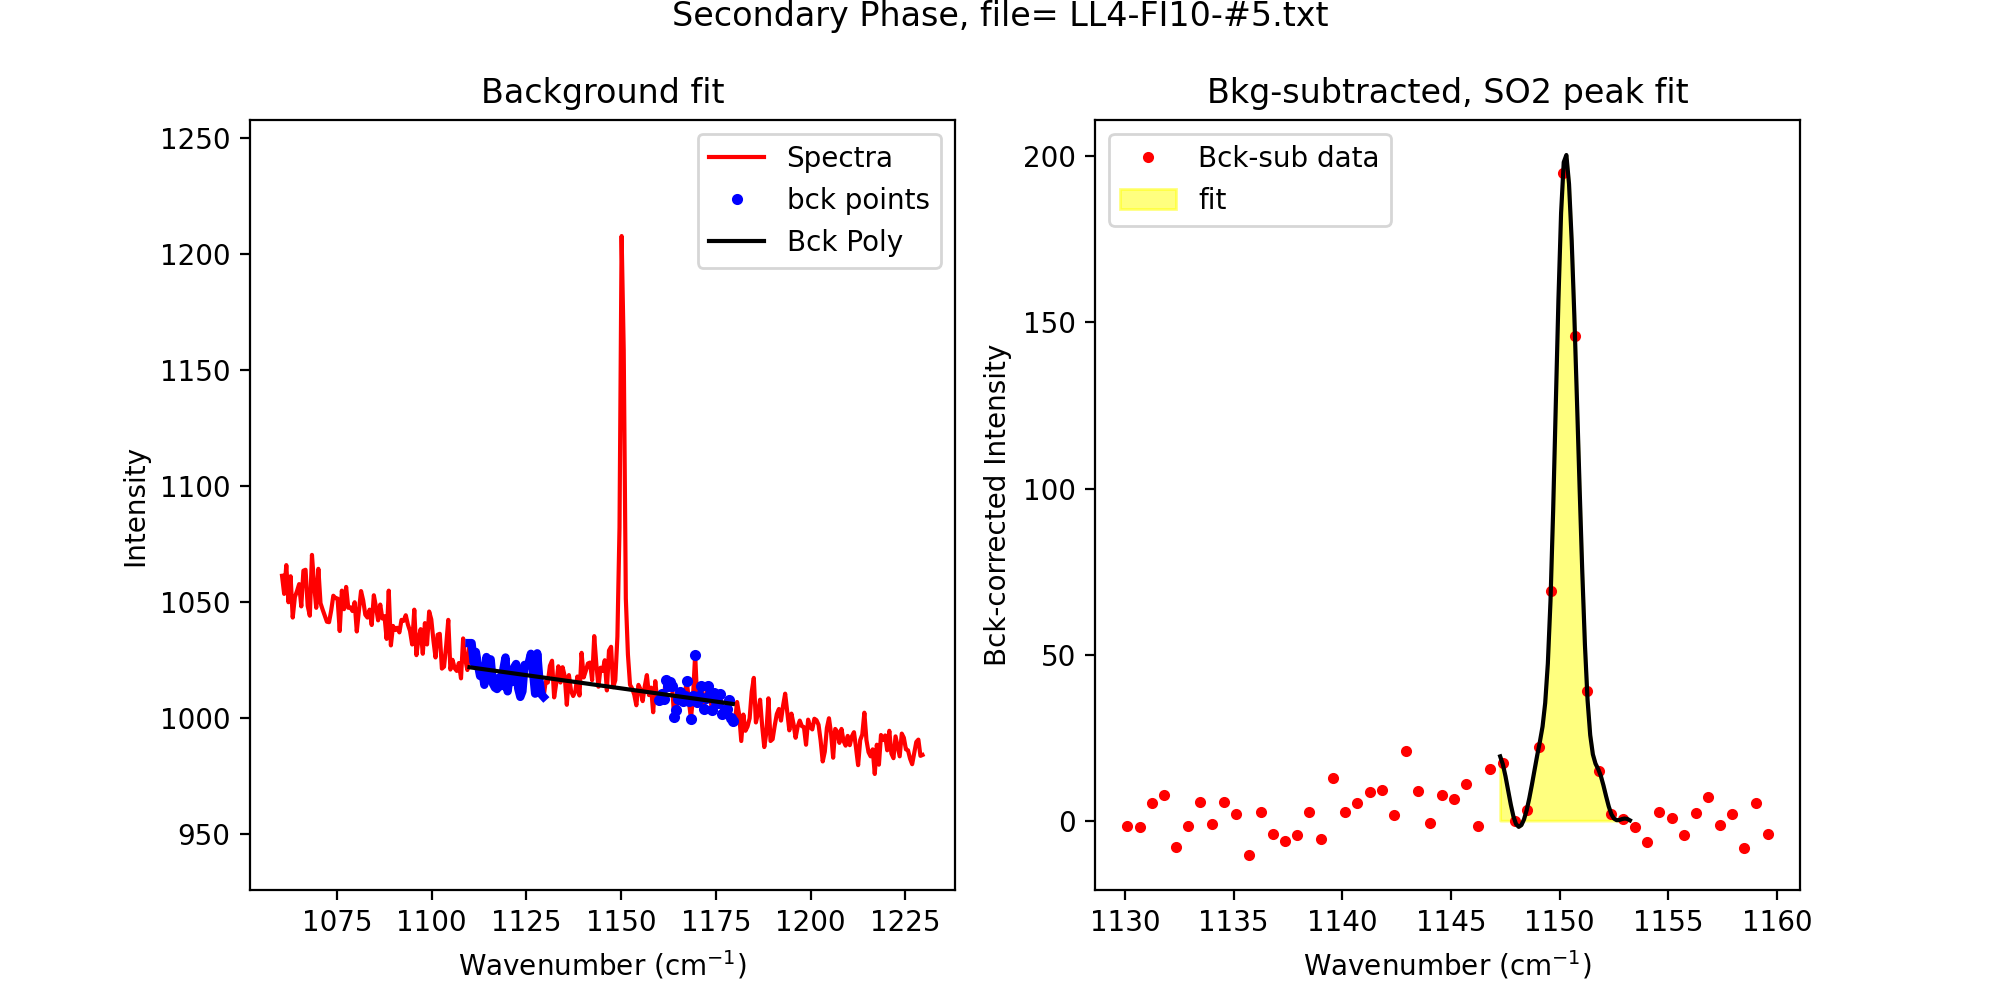 Secondary Phase, file= LL4-FI10-#5.txt
Background fit
Intensity
1250
1200
1150
1100
1050
1000
950
Spectra
bck points
Bck Poly
1075 1100 1125 1150 1175 1200 1225
Wavenumber (cm⁻¹)
Bkg-subtracted, SO2 peak fit
Bck-corrected Intensity
200
150
100
50
0
Bck-sub data
fit
1130 1135 1140 1145 1150 1155 1160
Wavenumber (cm⁻¹)